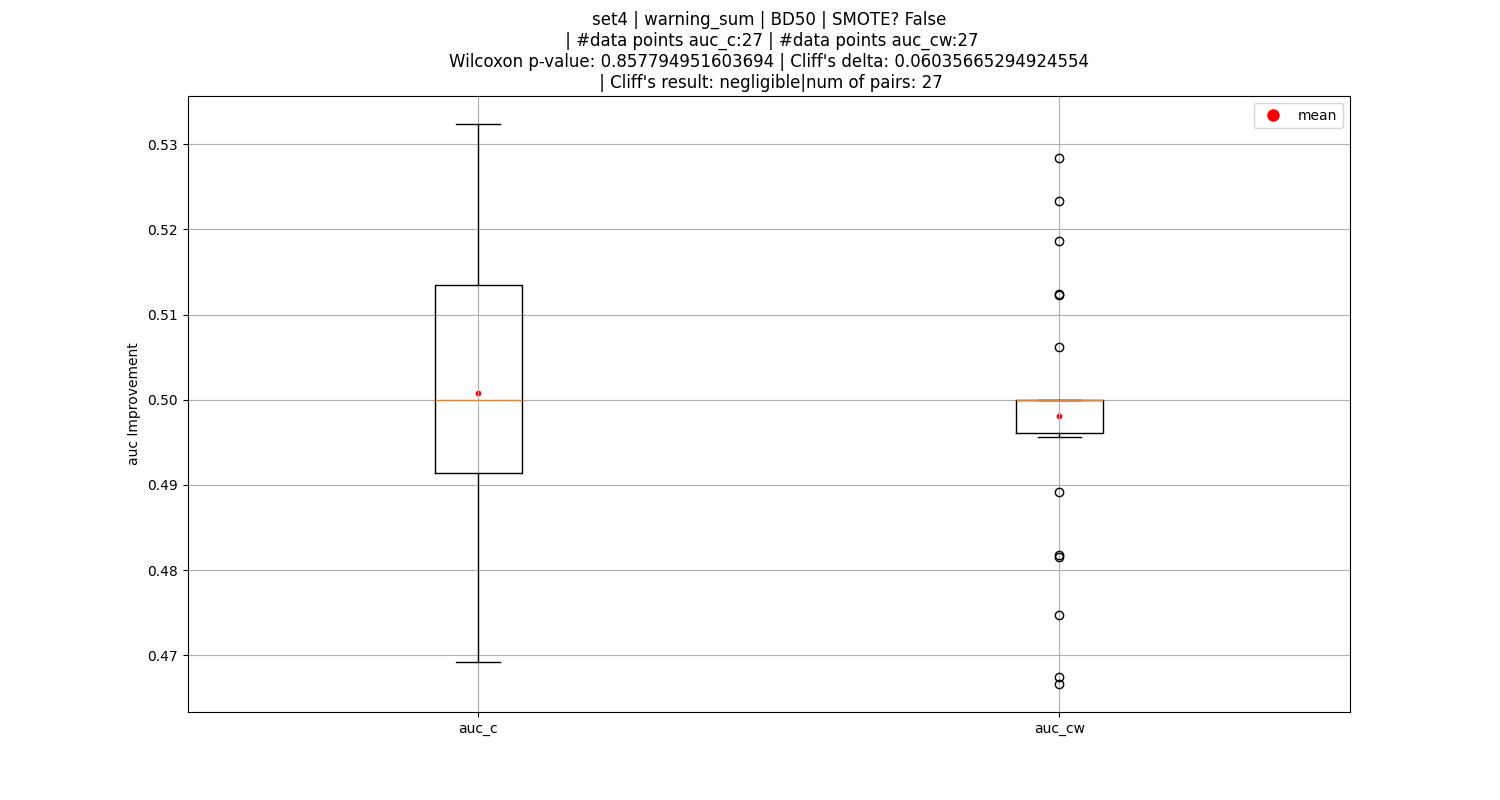 set4 | warning_sum | BD50 | SMOTE? False
| #data points auc_c:27 | #data points auc_cw:27
Wilcoxon p-value: 0.857794951603694 | Cliff's delta: 0.06035665294924554
| Cliff's result: negligible|num of pairs: 27
mean
0.53
0.52
0.51
0.50
0.49
0.48
0.47
auc Improvement
auc_c
auc_cw